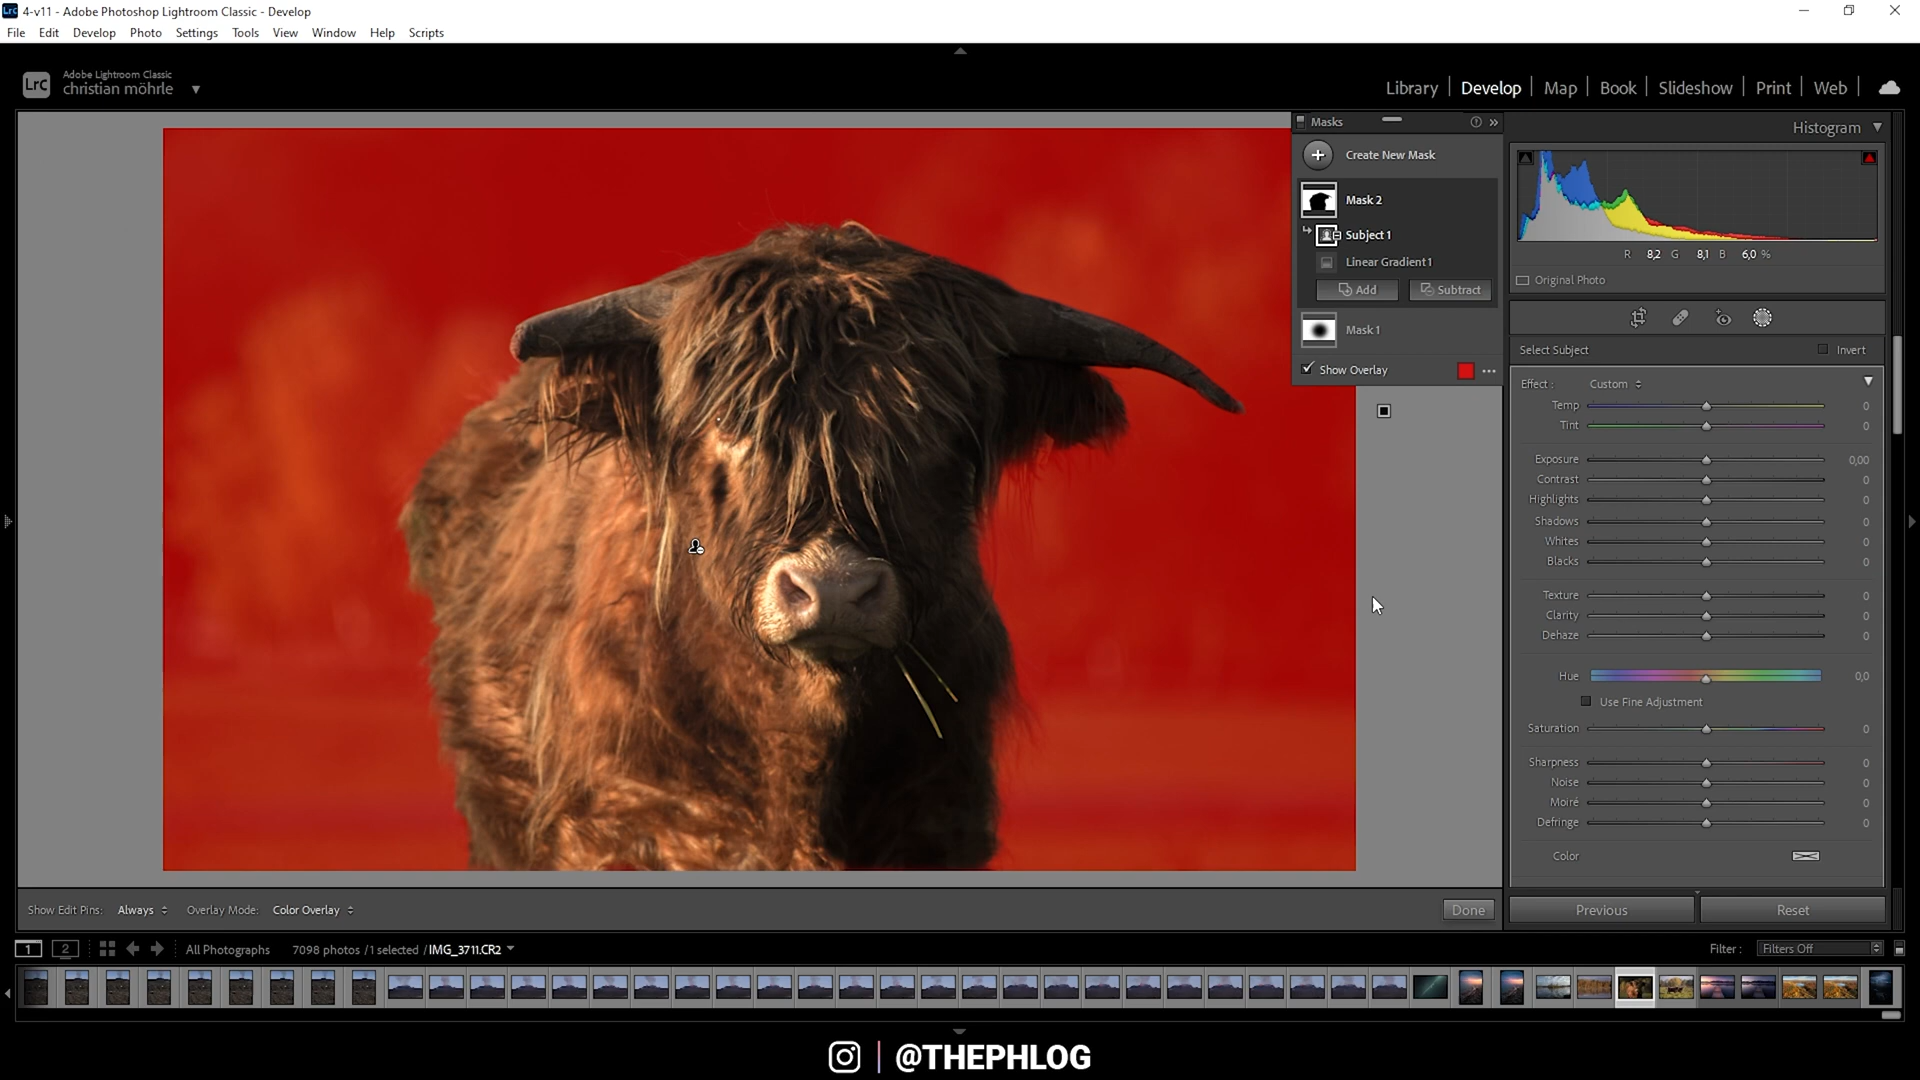 4-v11 - Adobe Photoshop Lightroom Classic - Develop
File Edit Develop Photo Settings Tools View Window Help Scripts
Lrc
Adobe Lightroom Classic
christian möhrle
Library Develop Map Book Slideshow Print Web
Masks
Create New Mask
Mask 2
Subject 1
Linear Gradient 1
Add Subtract
Mask 1
Show Overlay
Histogram
R 8,2 G 8,1 B 6,0 %
Original Photo
Select Subject Invert
Effect : Custom
Temp 0
Tint 0
Exposure 0,00
Contrast 0
Highlights 0
Shadows 0
Whites 0
Blacks 0
Texture 0
Clarity 0
Dehaze 0
Hue 0,0
Use Fine Adjustment
Saturation 0
Sharpness 0
Noise 0
Moiré 0
Defringe 0
Color
Show Edit Pins: Always Overlay Mode: Color Overlay Done
Previous Reset
1 2 All Photographs 7098 photos / 1 selected / IMG_3711.CR2 Filter : Filters Off
@THEPHLOG